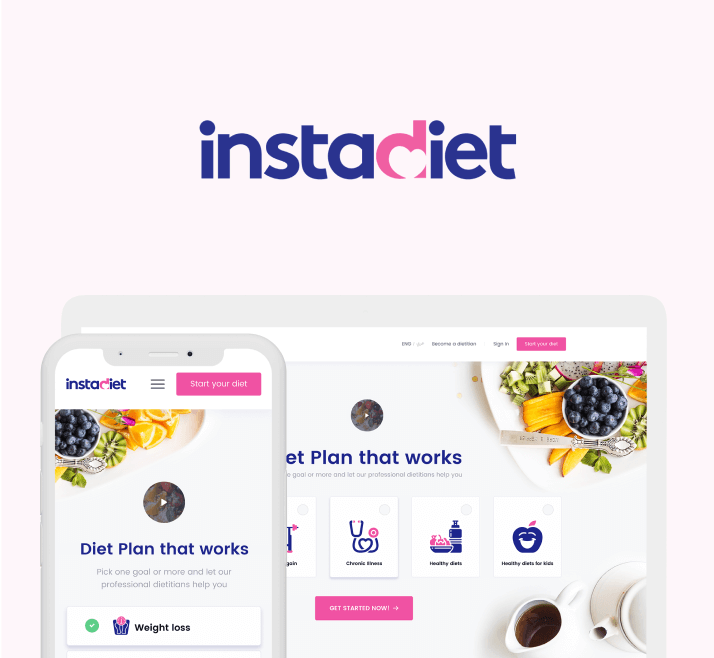 instadiet
ENG
Become a dietition
Sign in
Start your diet
instadiet
Start your diet
et Plan that works
e goal or more and let our professional dietitians help you
Diet Plan that works
Pick one goal or more and let our
professional dietitians help you
gain
Chronic illness
Healthy diets
Healthy diets for kids
GET STARTED NOW! →
Weight loss